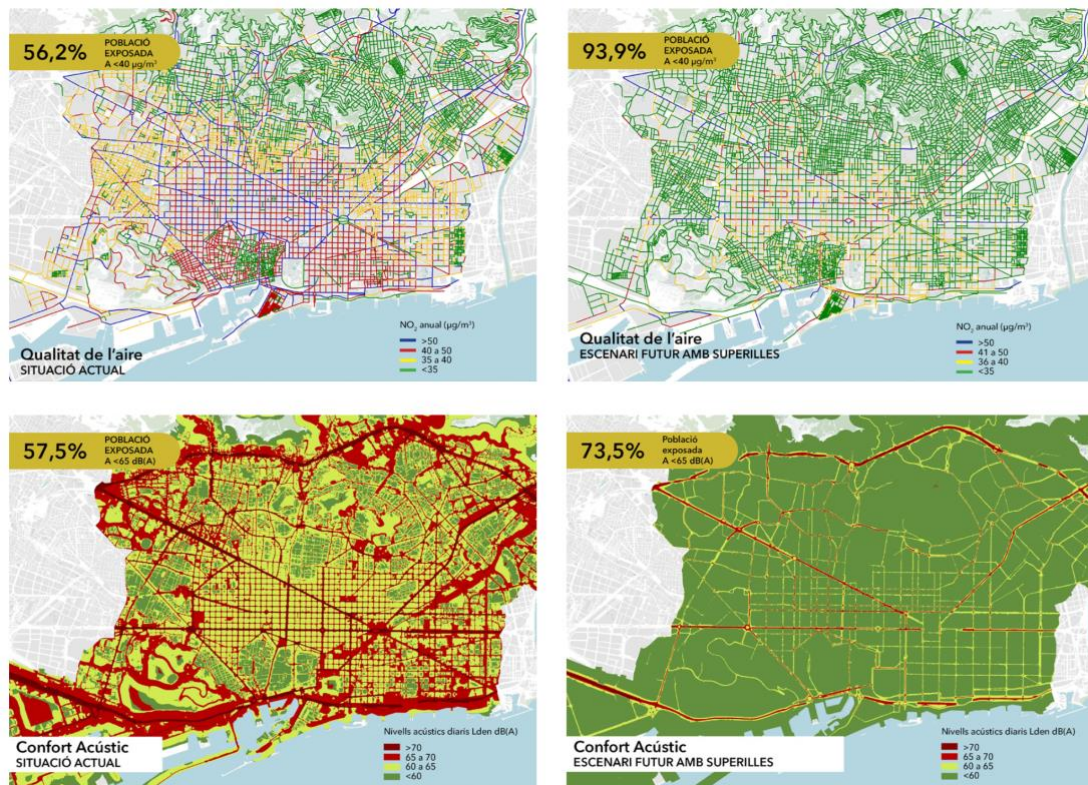 56,2%
POBLACIÓ
EXPOSADA
A <40 µg/m³
NO₂ anual (µg/m³)
>50
40 a 50
35 a 40
<35
Qualitat de l'aire
SITUACIÓ ACTUAL
93,9%
POBLACIÓ
EXPOSADA
A <40 µg/m³
NO₂ anual (µg/m³)
>50
41 a 50
36 a 40
<35
Qualitat de l'aire
ESCENARI FUTUR AMB SUPERILLES
57,5%
POBLACIÓ
EXPOSADA
A <65 dB(A)
Nivells acústics diaris Lden dB(A)
>70
65 a 70
60 a 65
<60
Confort Acústic
SITUACIÓ ACTUAL
73,5%
Població
exposada
A <65 dB(A)
Nivells acústics diaris Lden dB(A)
>70
65 a 70
60 a 65
<60
Confort Acústic
ESCENARI FUTUR AMB SUPERILLES